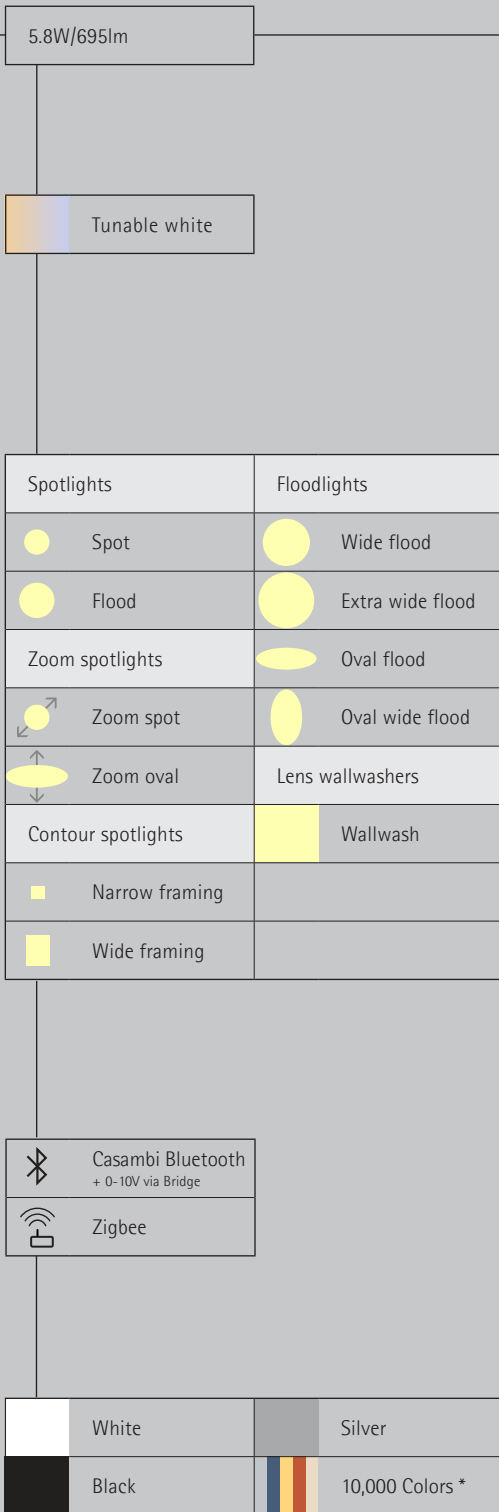 5.8W/695lm
Tunable white
Spotlights
Spot
Flood
Zoom spotlights
Zoom spot
Zoom oval
Contour spotlights
Narrow framing
Wide framing
Floodlights
Wide flood
Extra wide flood
Oval flood
Oval wide flood
Lens wallwashers
Wallwash
Casambi Bluetooth
+ 0-10V via Bridge
Zigbee
White
Black
Silver
10,000 Colors *